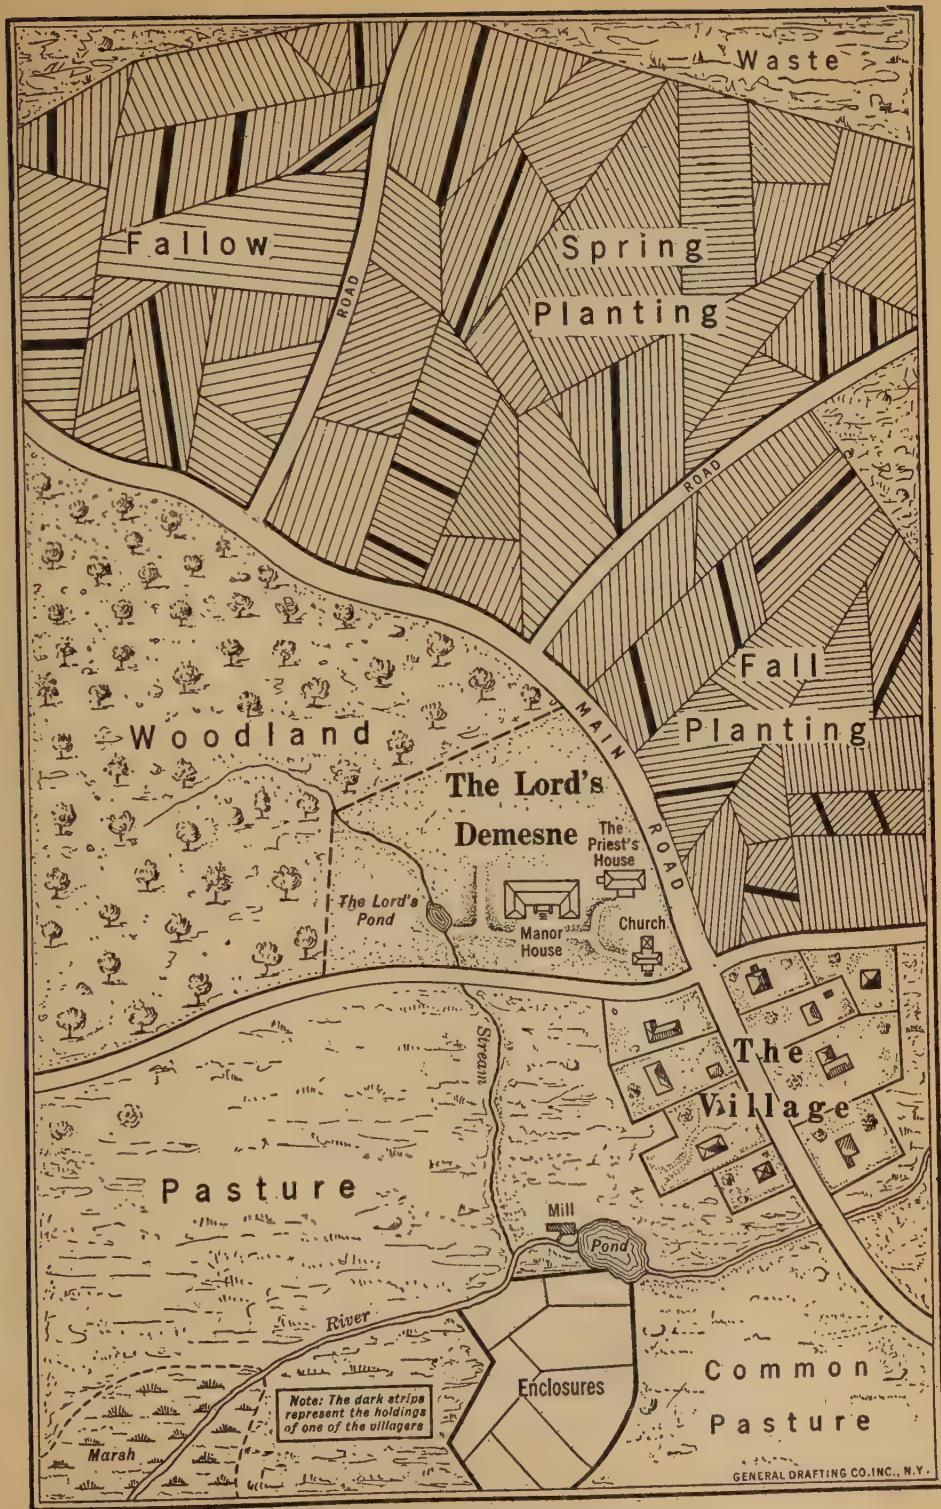 Waste
Fallow
Spring
Planting
ROAD
ROAD
Fall
Planting
MAIN
ROAD
Woodland
The Lord's
Demesne
The
Priest's
House
The Lord's
Pond
Manor
House
Church
Stream
The
Village
Pasture
Mill
Pond
River
Enclosures
Common
Pasture
Note: The dark strips
represent the holdings
of one of the villagers
Marsh
GENERAL DRAFTING CO. INC., N.Y.